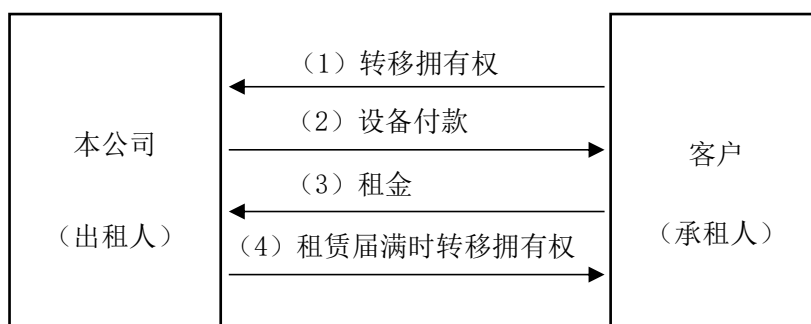 （1）转移拥有权
（2）设备付款
（3）租金
（4）租赁届满时转移拥有权
本公司
（出租人）
客户
（承租人）